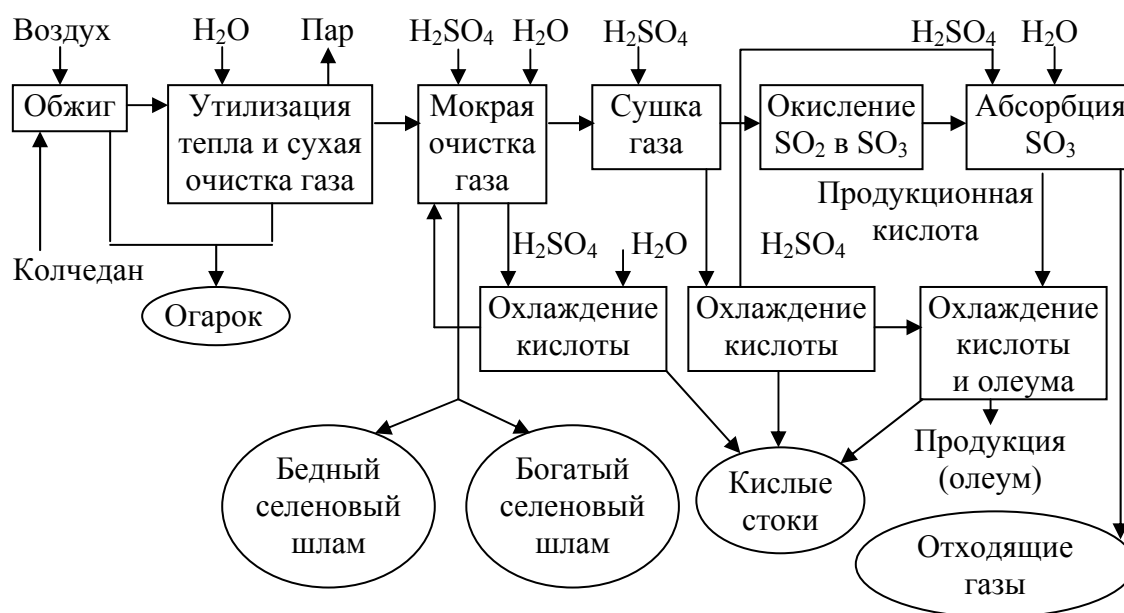 Воздух
H₂O
Пар
H₂SO₄
H₂O
H₂SO₄
H₂SO₄
H₂O
Обжиг
Утилизация
тепла и сухая
очистка газа
Мокрая
очистка
газа
Сушка
газа
Окисление
SO₂ в SO₃
Абсорбция
SO₃
Продукционная
кислота
Колчедан
H₂SO₄
H₂O
H₂SO₄
Огарок
Охлаждение
кислоты
Охлаждение
кислоты
Охлаждение
кислоты
и олеума
Продукция
(олеум)
Бедный
селеновый
шлам
Богатый
селеновый
шлам
Кислые
стоки
Отходящие
газы